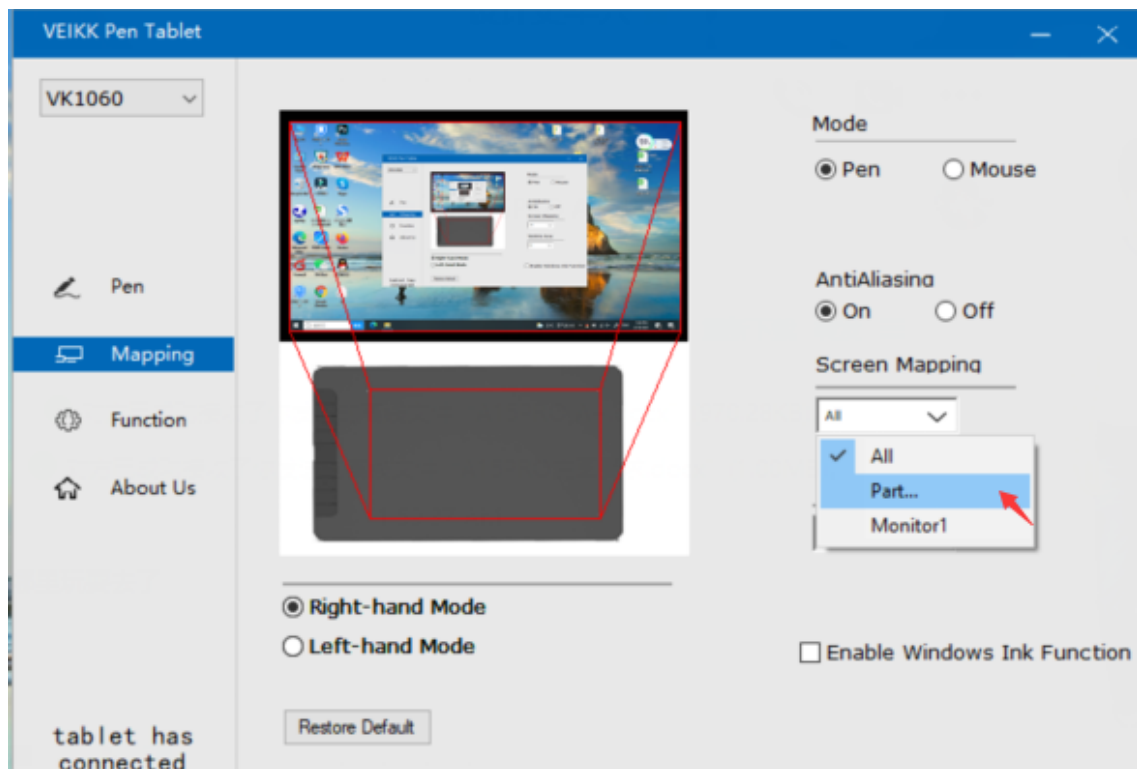 VEIKK Pen Tablet
VK1060
Pen
Mapping
Function
About Us
tablet has
connected
Right-hand Mode
Left-hand Mode
Restore Default
Mode
Pen
Mouse
AntiAliasing
On
Off
Screen Mapping
All
All
Part...
Monitor1
Enable Windows Ink Function